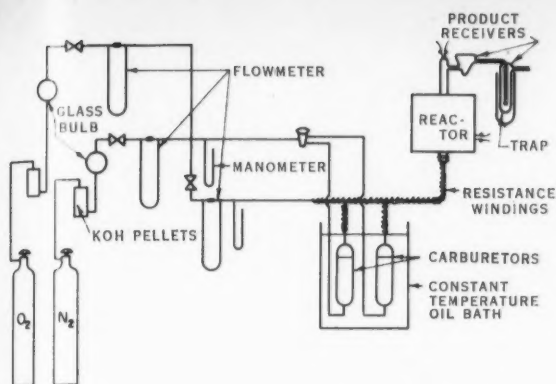 PRODUCT
RECEIVERS
FLOWMETER
GLASS
BULB
REAC-
TOR
TRAP
MANOMETER
RESISTANCE
WINDINGS
KOH PELLETS
CARBURETORS
CONSTANT
TEMPERATURE
OIL BATH
O₂
N₂